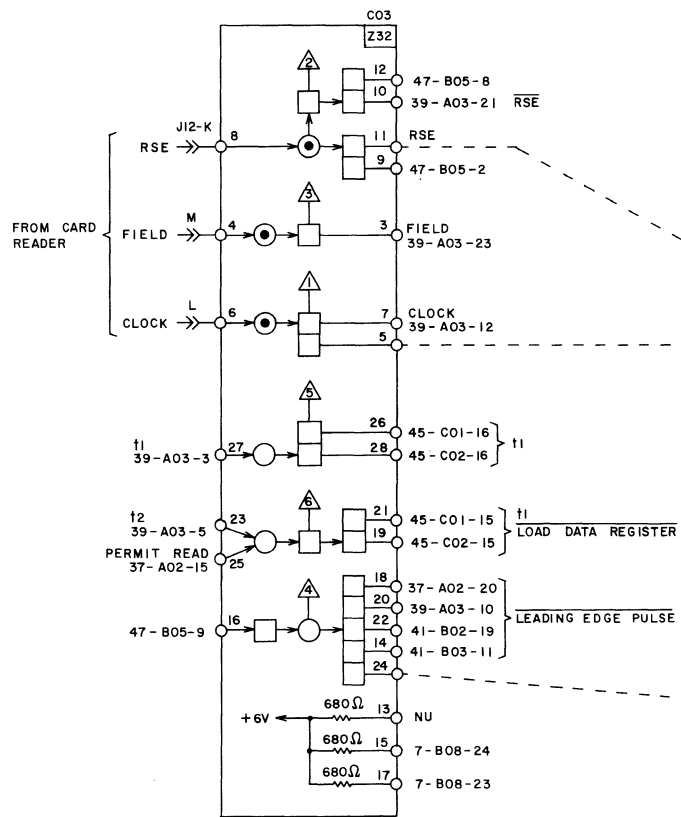 C03
Z32
2
12 47-B05-8
10 39-A03-21 RSE
J12-K
RSE 8
11 RSE
9 47-B05-2
FROM CARD READER
3
M
FIELD 4
3 FIELD
39-A03-23
1
L
CLOCK 6
7 CLOCK
39-A03-12
5
5
26 45-C01-16
28 45-C02-16
t1
t1
39-A03-3 27
6
t2
39-A03-5 23
PERMIT READ
37-A02-15 25
21 45-C01-15
19 45-C02-15
t1
LOAD DATA REGISTER
4
47-B05-9 16
18 37-A02-20
20 39-A03-10
22 41-B02-19
14 41-B03-11
24
LEADING EDGE PULSE
+6V
680Ω 13 NU
680Ω 15 7-B08-24
680Ω 17 7-B08-23